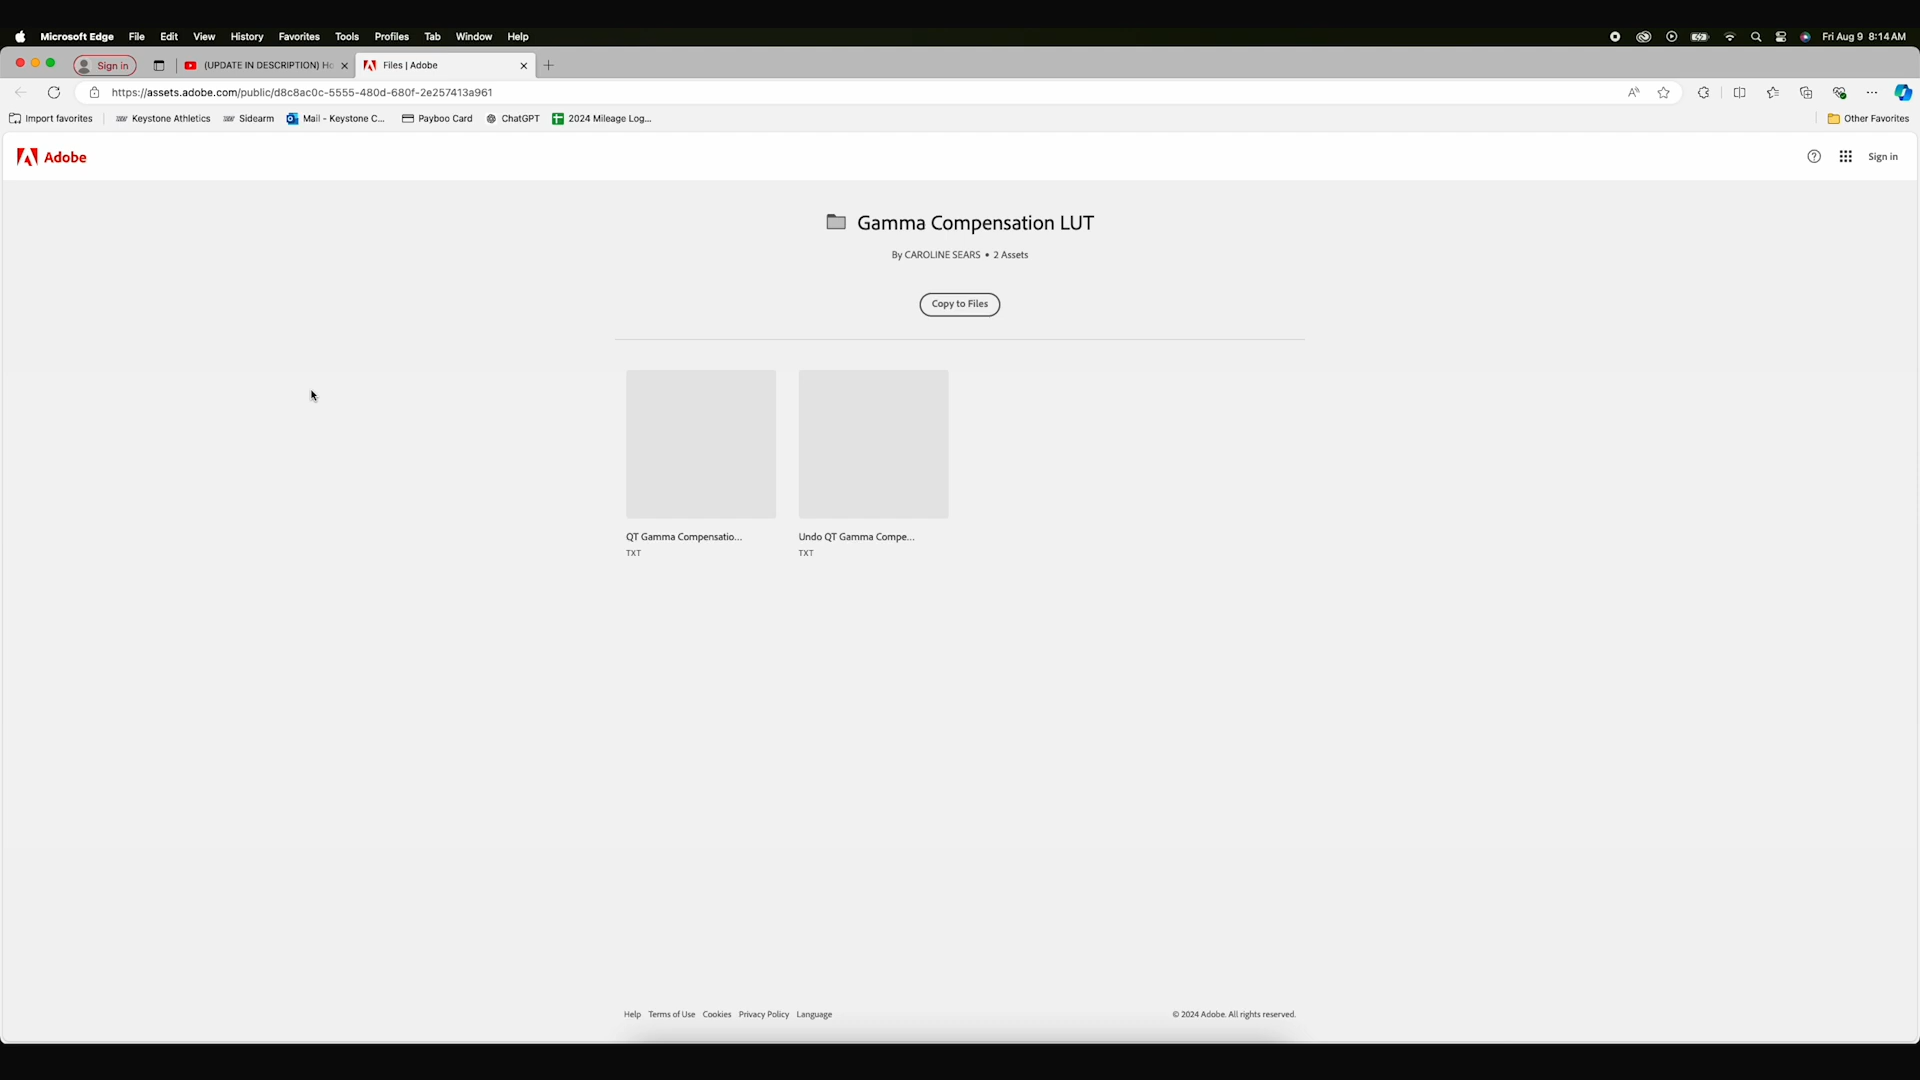 Microsoft Edge File Edit View History Favorites Tools Profiles Tab Window Help Fri Aug 9 8:14 AM
Sign in (UPDATE IN DESCRIPTION) Ho Files | Adobe
https://assets.adobe.com/public/d8c8ac0c-5555-480d-680f-2e257413a961
Import favorites Keystone Athletics Sidearm Mail - Keystone C... Payboo Card ChatGPT 2024 Mileage Log... Other Favorites
Adobe Sign in
Gamma Compensation LUT
By CAROLINE SEARS • 2 Assets
Copy to Files
QT Gamma Compensatio... Undo QT Gamma Compe...
TXT TXT
Help Terms of Use Cookies Privacy Policy Language © 2024 Adobe. All rights reserved.